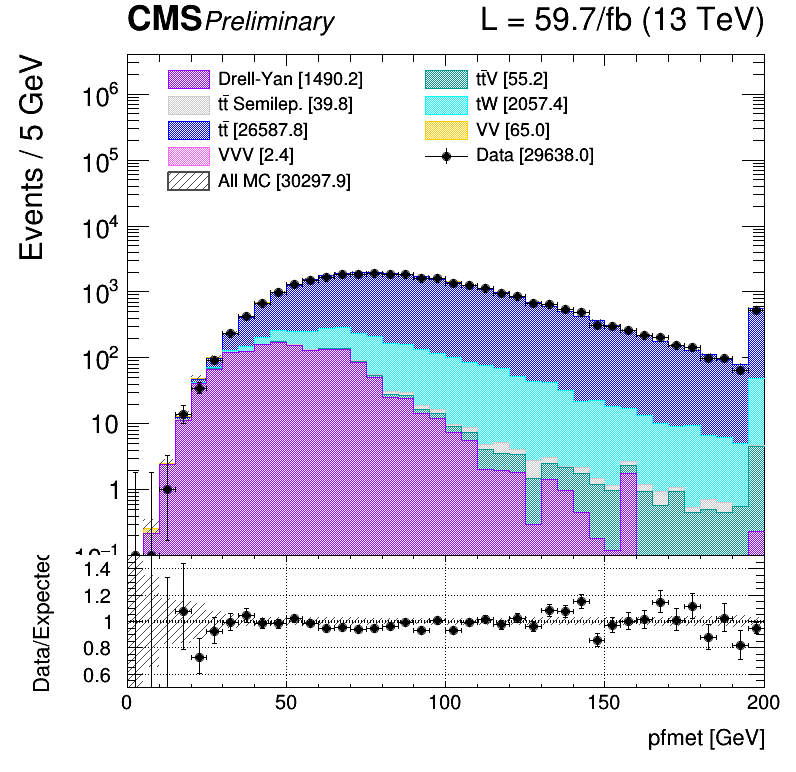 CMS Preliminary L = 59.7/fb (13 TeV)
Events / 5 GeV
Drell-Yan [1490.2]
tt̄ Semilep. [39.8]
tt̄ [26587.8]
VVV [2.4]
All MC [30297.9]
tt̄V [55.2]
tW [2057.4]
VV [65.0]
Data [29638.0]
10⁶
10⁵
10⁴
10³
10²
10
1
10⁻¹
Data/Expected
1.4
1.2
1
0.8
0.6
0 50 100 150 200
pfmet [GeV]